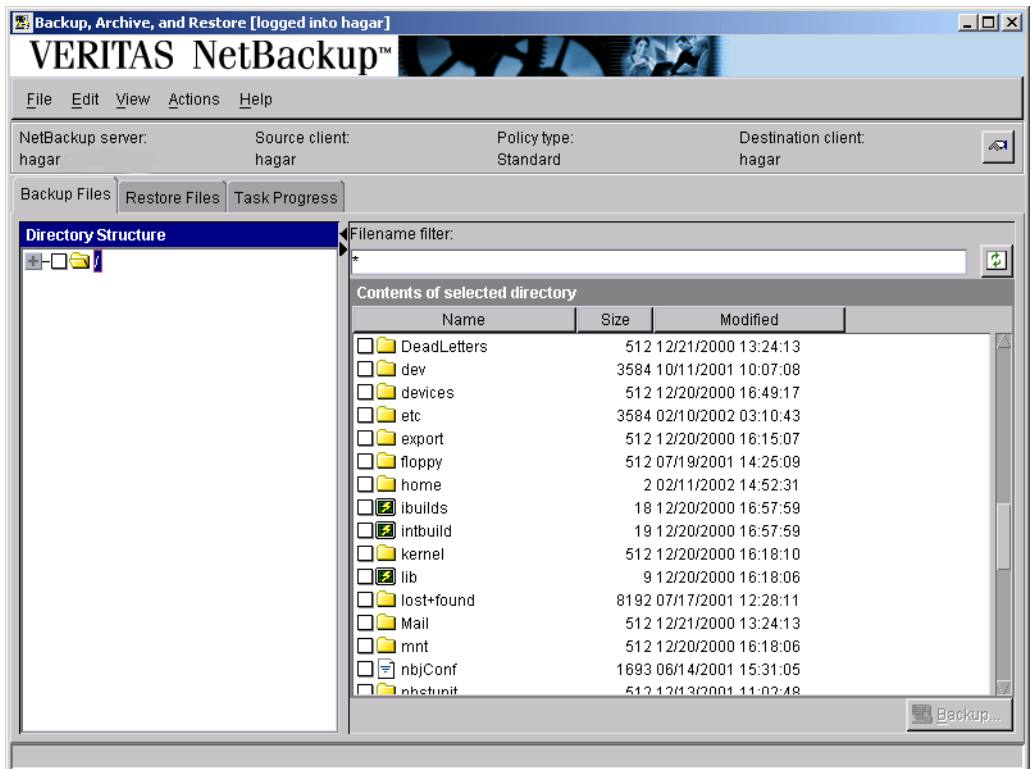 Backup, Archive, and Restore [logged into hagar]
VERITAS NetBackup™
File Edit View Actions Help
NetBackup server: Source client: Policy type: Destination client:
hagar hagar Standard hagar
Backup Files Restore Files Task Progress
Directory Structure
/
Filename filter:
*
Contents of selected directory
Name Size Modified
DeadLetters 512 12/21/2000 13:24:13
dev 3584 10/11/2001 10:07:08
devices 512 12/20/2000 16:49:17
etc 3584 02/10/2002 03:10:43
export 512 12/20/2000 16:15:07
floppy 512 07/19/2001 14:25:09
home 2 02/11/2002 14:52:31
ibuilds 18 12/20/2000 16:57:59
intbuild 19 12/20/2000 16:57:59
kernel 512 12/20/2000 16:18:10
lib 9 12/20/2000 16:18:06
lost+found 8192 07/17/2001 12:28:11
Mail 512 12/21/2000 13:24:13
mnt 512 12/20/2000 16:18:06
nbjConf 1693 06/14/2001 15:31:05
nbstunit 512 12/13/2001 11:02:48
Backup...